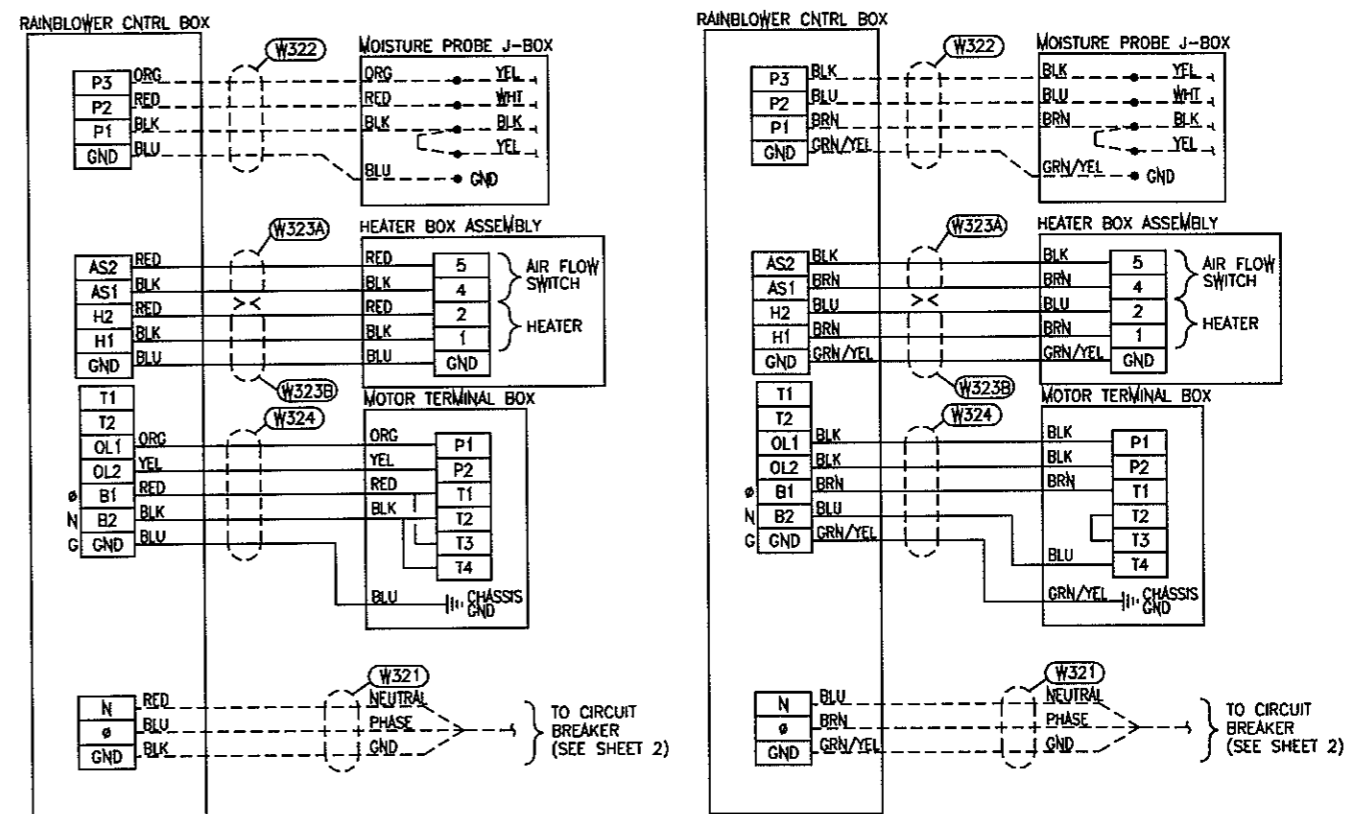 RAINBLOWER CNTRL BOX
W322
MOISTURE PROBE J-BOX
P3 ORG ORG YEL
P2 RED RED WHT
P1 BLK BLK BLK
YEL
GND BLU
BLU GND
W323A
HEATER BOX ASSEMBLY
AS2 RED RED 5 AIR FLOW
AS1 BLK BLK 4 SWITCH
H2 RED RED 2
H1 BLK BLK 1 HEATER
GND BLU BLU GND
W323B
T1 MOTOR TERMINAL BOX
T2 W324
OL1 ORG ORG P1
OL2 YEL YEL P2
ø B1 RED RED T1
N B2 BLK BLK T2
G GND BLU T3
T4
BLU CHASSIS
GND
W321
N RED NEUTRAL
ø BLU PHASE
GND BLK GND
TO CIRCUIT
BREAKER
(SEE SHEET 2)
RAINBLOWER CNTRL BOX
W322
MOISTURE PROBE J-BOX
P3 BLK BLK YEL
P2 BLU BLU WHT
P1 BRN BRN BLK
YEL
GND GRN/YEL
GRN/YEL GND
W323A
HEATER BOX ASSEMBLY
AS2 BLK BLK 5 AIR FLOW
AS1 BRN BRN 4 SWITCH
H2 BLU BLU 2
H1 BRN BRN 1 HEATER
GND GRN/YEL GRN/YEL GND
W323B
T1 MOTOR TERMINAL BOX
T2 W324
OL1 BLK BLK P1
OL2 BLK BLK P2
ø B1 BRN BRN T1
N B2 BLU T2
G GND GRN/YEL T3
BLU T4
GRN/YEL CHASSIS
GND
W321
N BLU NEUTRAL
ø BRN PHASE
GND GRN/YEL GND
TO CIRCUIT
BREAKER
(SEE SHEET 2)